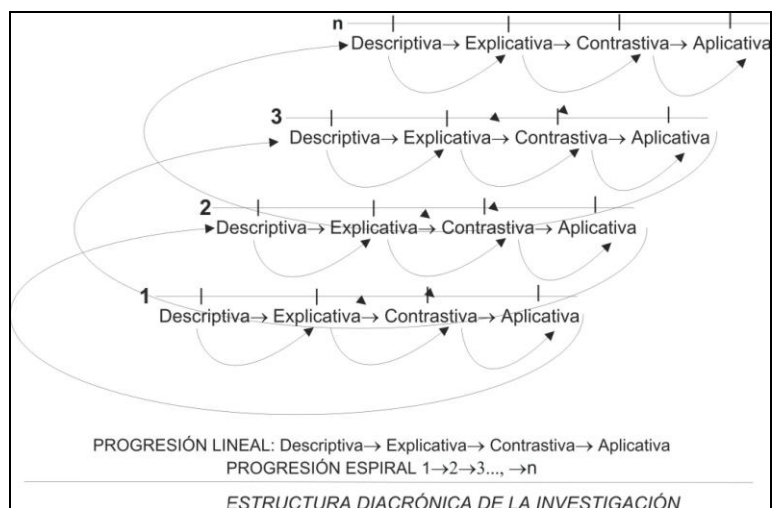 n
Descriptiva→ Explicativa→ Contrastiva→ Aplicativa
3
Descriptiva→ Explicativa→ Contrastiva→ Aplicativa
2
Descriptiva→ Explicativa→ Contrastiva→ Aplicativa
1
Descriptiva→ Explicativa→ Contrastiva→ Aplicativa
PROGRESIÓN LINEAL: Descriptiva→ Explicativa→ Contrastiva→ Aplicativa
PROGRESIÓN ESPIRAL 1→2→3..., →n
ESTRUCTURA DIACRÓNICA DE LA INVESTIGACIÓN